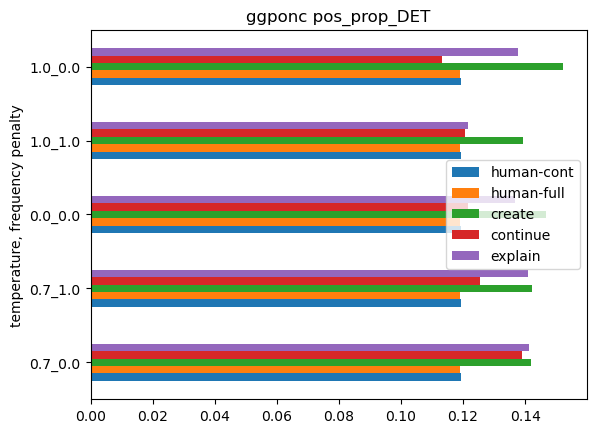 ggponc pos_prop_DET
temperature, frequency penalty
1.0_0.0
1.0_1.0
0.0_0.0
0.7_1.0
0.7_0.0
human-cont
human-full
create
continue
explain
0.00 0.02 0.04 0.06 0.08 0.10 0.12 0.14